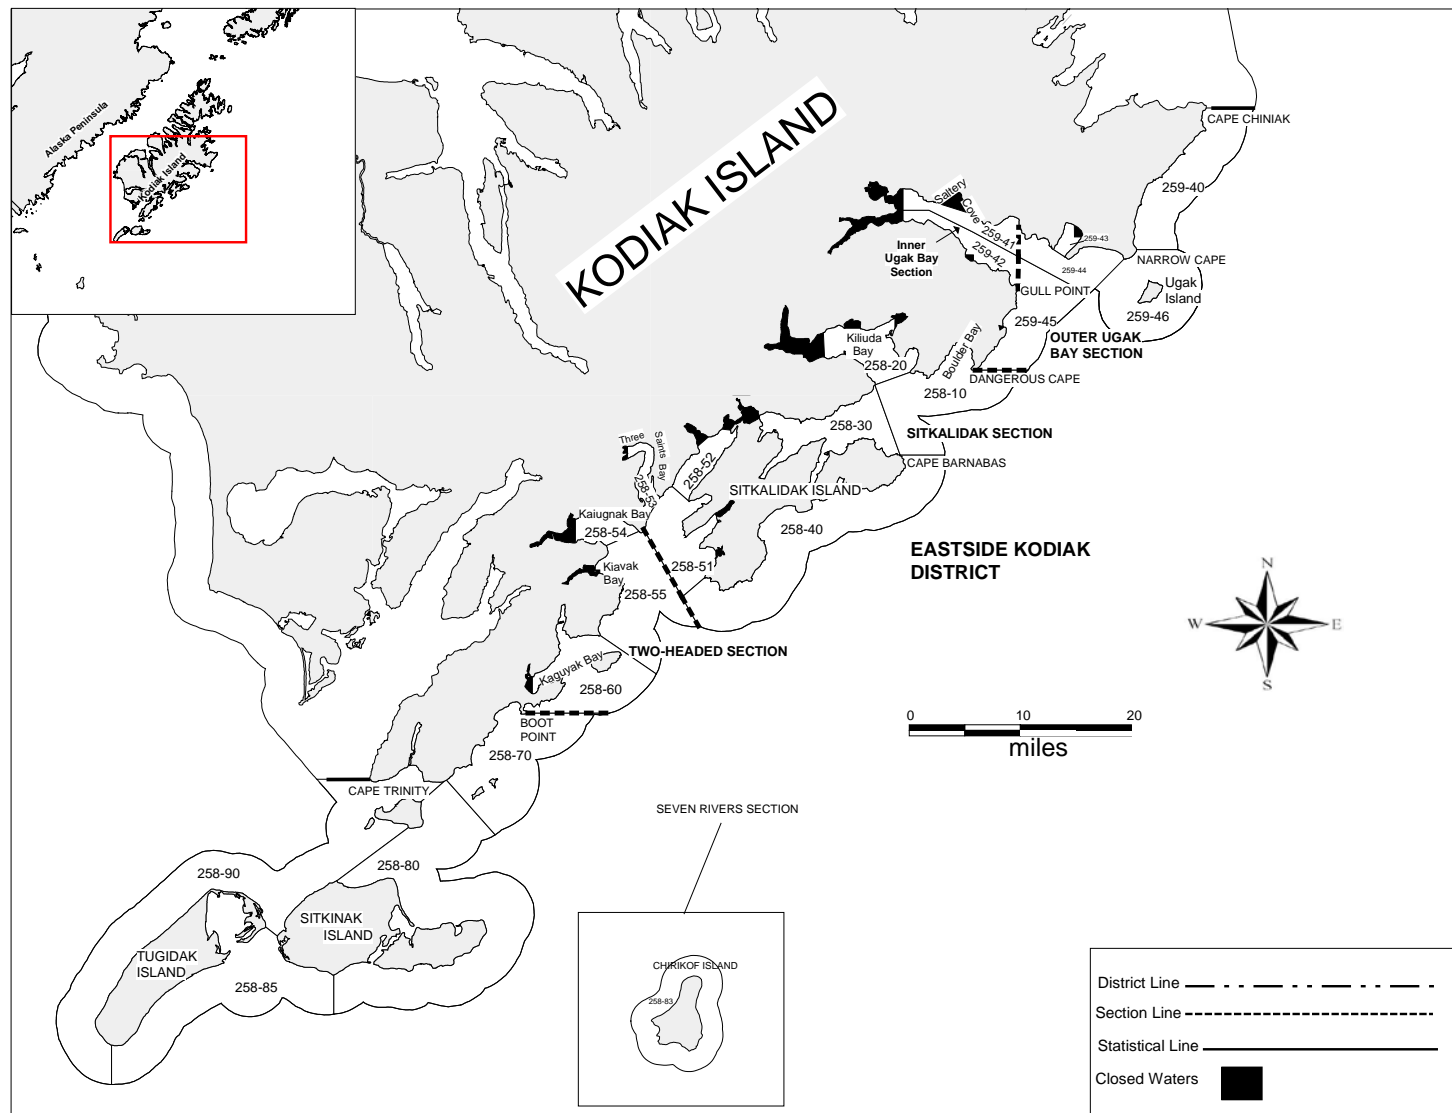 Alaska Peninsula
Kodiak Island
KODIAK ISLAND
CAPE CHINIAK
259-40
Saltery
Cove
259-41
259-42
259-43
259-44
Inner
Ugak Bay
Section
NARROW CAPE
Ugak
Island
259-46
GULL POINT
259-45
OUTER UGAK
BAY SECTION
Kiliuda
Bay
258-20
Boulder Bay
DANGEROUS CAPE
258-10
258-30
SITKALIDAK SECTION
CAPE BARNABAS
Three
Saints Bay
258-52
258-53
SITKALIDAK ISLAND
258-40
Kaiugnak Bay
258-54
EASTSIDE KODIAK
DISTRICT
258-51
Kiavak
Bay
258-55
N
W
E
S
TWO-HEADED SECTION
Kaguyak Bay
258-60
BOOT
POINT
0
10
20
miles
258-70
CAPE TRINITY
SEVEN RIVERS SECTION
258-80
258-90
SITKINAK
ISLAND
TUGIDAK
ISLAND
258-85
CHIRIKOF ISLAND
258-83
District Line
Section Line
Statistical Line
Closed Waters